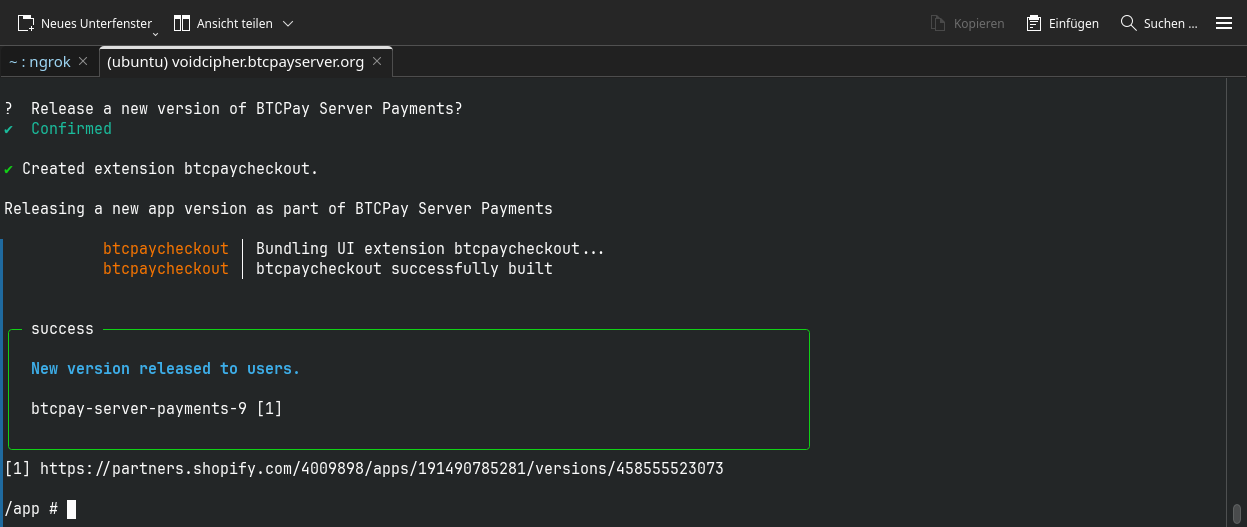 Neues Unterfenster
Ansicht teilen
Kopieren
Einfügen
Suchen ...
~ : ngrok
(ubuntu) voidcipher.btcpayserver.org
? Release a new version of BTCPay Server Payments?
✔ Confirmed
✔ Created extension btcpaycheckout.
Releasing a new app version as part of BTCPay Server Payments
btcpaycheckout │ Bundling UI extension btcpaycheckout...
btcpaycheckout │ btcpaycheckout successfully built
success
New version released to users.
btcpay-server-payments-9 [1]
[1] https://partners.shopify.com/4009898/apps/191490785281/versions/458555523073
/app #